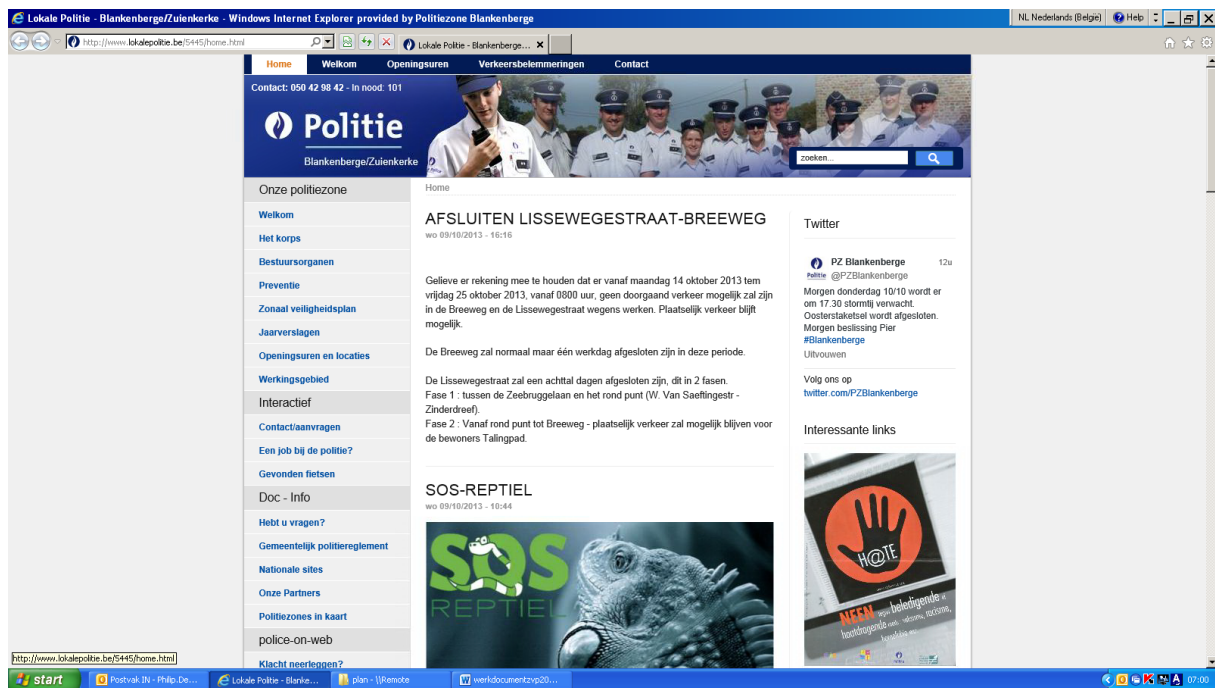 Lokale Politie - Blankenberge/Zuienkerke - Windows Internet Explorer provided by Politiezone Blankenberge
NL Nederlands (België) Help
http://www.lokalepolitie.be/5445/home.html
Lokale Politie - Blankenberge...
Home Welkom Openingsuren Verkeersbelemmeringen Contact
Contact: 050 42 98 42 - In nood: 101
Politie
Blankenberge/Zuienkerke
zoeken...
Onze politiezone
Welkom
Het korps
Bestuursorganen
Preventie
Zonaal veiligheidsplan
Jaarverslagen
Openingsuren en locaties
Werkingsgebied
Interactief
Contact/aanvragen
Een job bij de politie?
Gevonden fietsen
Doc - Info
Hebt u vragen?
Gemeentelijk politiereglement
Nationale sites
Onze Partners
Politiezones in kaart
police-on-web
Klacht neerleggen?
Home
AFSLUITEN LISSEWEGESTRAAT-BREEWEG
wo 09/10/2013 - 16:16
Gelieve er rekening mee te houden dat er vanaf maandag 14 oktober 2013 tem
vrijdag 25 oktober 2013, vanaf 0800 uur, geen doorgaand verkeer mogelijk zal zijn
in de Breeweg en de Lissewegestraat wegens werken. Plaatselijk verkeer blijft
mogelijk.
De Breeweg zal normaal maar één werkdag afgesloten zijn in deze periode.
De Lissewegestraat zal een achttal dagen afgesloten zijn, dit in 2 fasen.
Fase 1 : tussen de Zeebruggelaan en het rond punt (W. Van Saeftingestr -
Zinderdreef).
Fase 2 : Vanaf rond punt tot Breeweg - plaatselijk verkeer zal mogelijk blijven voor
de bewoners Talingpad.
SOS-REPTIEL
wo 09/10/2013 - 10:44
SOS
REPTIEL
Twitter
PZ Blankenberge 12u
Politie @PZBlankenberge
Morgen donderdag 10/10 wordt er
om 17.30 stormtij verwacht.
Oosterstaketsel wordt afgesloten.
Morgen beslissing Pier
#Blankenberge
Uitvouwen
Volg ons op
twitter.com/PZBlankenberge
Interessante links
H@TE
NEEN tegen beledigende
hootdragende racisme,
http://www.lokalepolitie.be/5445/home.html
start
Postvak IN - Philip.De...
Lokale Politie - Blanke...
plan - \\Remote
werkdocumentzvp20...
07:00